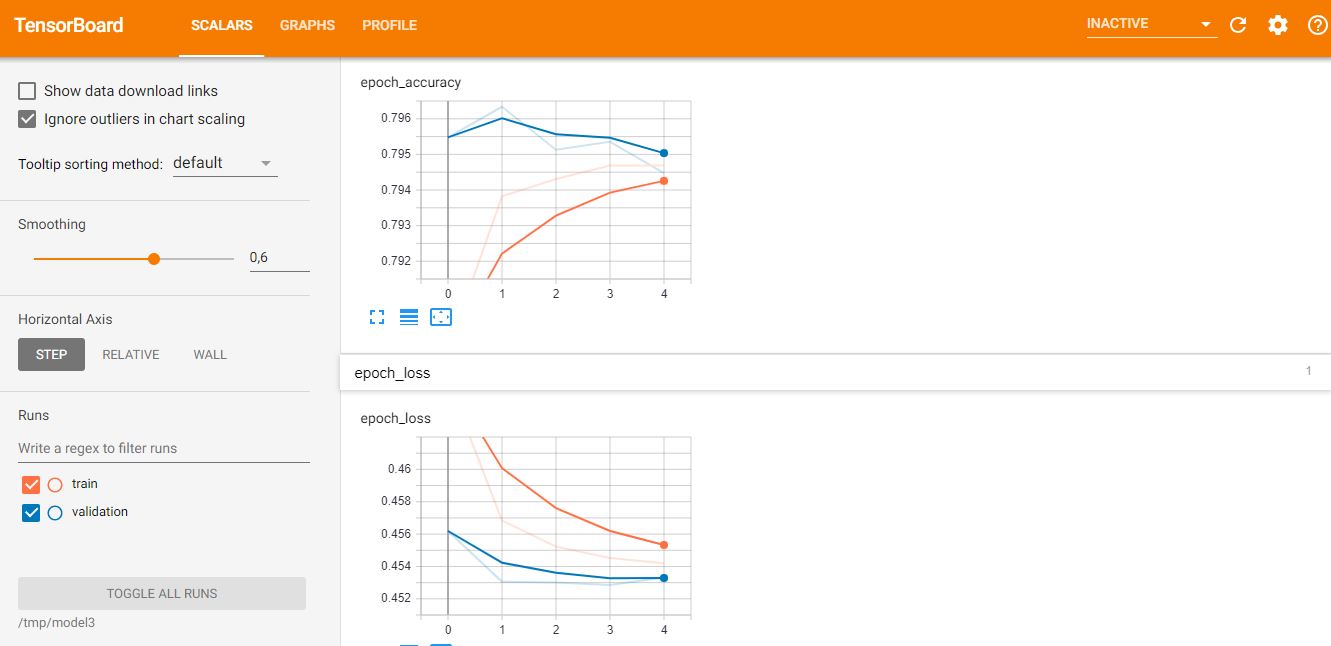 TensorBoard SCALARS GRAPHS PROFILE INACTIVE
Show data download links
Ignore outliers in chart scaling
Tooltip sorting method: default
Smoothing
0,6
Horizontal Axis
STEP RELATIVE WALL
Runs
Write a regex to filter runs
train
validation
TOGGLE ALL RUNS
/tmp/model3
epoch_accuracy
0.796
0.795
0.794
0.793
0.792
0 1 2 3 4
epoch_loss 1
epoch_loss
0.46
0.458
0.456
0.454
0.452
0 1 2 3 4